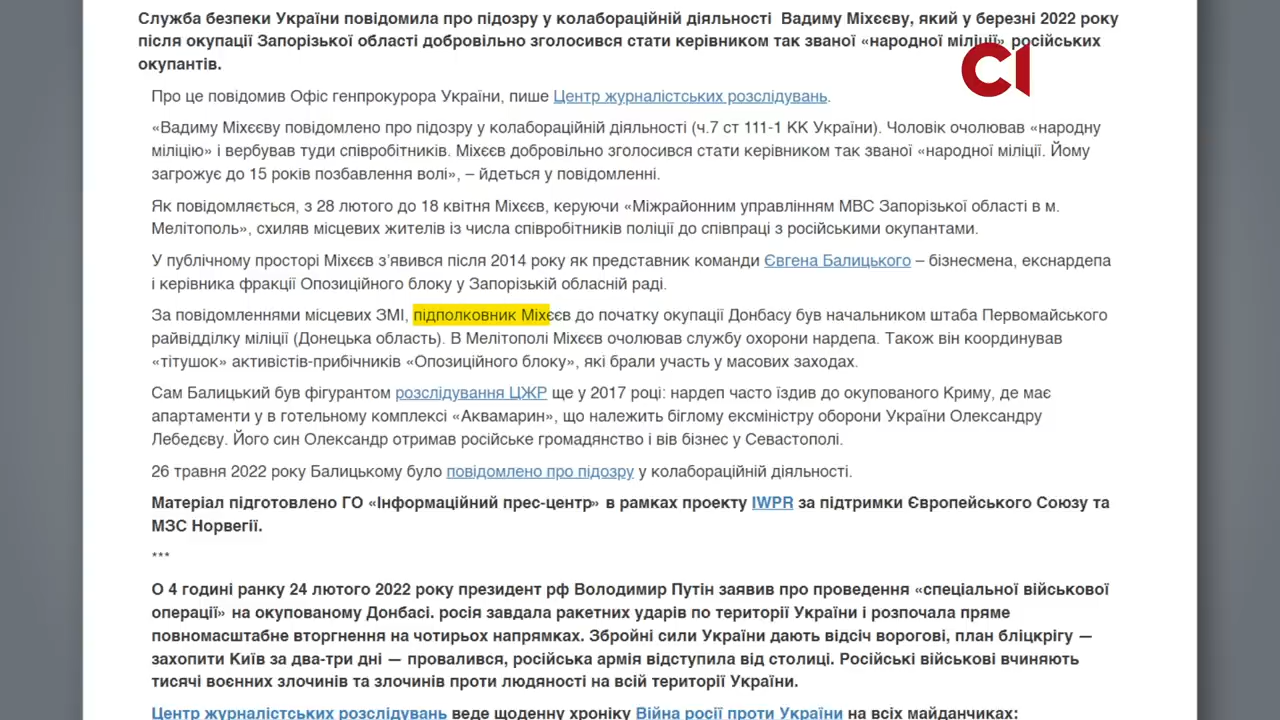 Служба безпеки України повідомила про підозру у колабораційній діяльності Вадиму Міхєєву, який у березні 2022 року
після окупації Запорізької області добровільно зголосився стати керівником так званої «народної міліції» російських
окупантів.
Про це повідомив Офіс генпрокурора України, пише Центр журналістських розслідувань.
«Вадиму Міхєєву повідомлено про підозру у колабораційній діяльності (ч.7 ст 111-1 КК України). Чоловік очолював «народну
міліцію» і вербував туди співробітників. Міхєєв добровільно зголосився стати керівником так званої «народної міліції. Йому
загрожує до 15 років позбавлення волі», – йдеться у повідомленні.
Як повідомляється, з 28 лютого до 18 квітня Міхєєв, керуючи «Міжрайонним управлінням МВС Запорізької області в м.
Мелітополь», схиляв місцевих жителів із числа співробітників поліції до співпраці з російськими окупантами.
У публічному просторі Міхєєв з’явився після 2014 року як представник команди Євгена Балицького – бізнесмена, екснардепа
і керівника фракції Опозиційного блоку у Запорізькій обласній раді.
За повідомленнями місцевих ЗМІ, підполковник Міхєєв до початку окупації Донбасу був начальником штаба Первомайського
райвідділку міліції (Донецька область). В Мелітополі Міхєєв очолював службу охорони нардепа. Також він координував
«тітушок» активістів-прибічників «Опозиційного блоку», які брали участь у масових заходах.
Сам Балицький був фігурантом розслідування ЦЖР ще у 2017 році: нардеп часто їздив до окупованого Криму, де має
апартаменти у в готельному комплексі «Аквамарин», що належить біглому ексміністру оборони України Олександру
Лебедєву. Його син Олександр отримав російське громадянство і вів бізнес у Севастополі.
26 травня 2022 року Балицькому було повідомлено про підозру у колабораційній діяльності.
Матеріал підготовлено ГО «Інформаційний прес-центр» в рамках проекту IWPR за підтримки Європейського Союзу та
МЗС Норвегії.
***
О 4 годині ранку 24 лютого 2022 року президент рф Володимир Путін заявив про проведення «спеціальної військової
операції» на окупованому Донбасі. росія завдала ракетних ударів по території України і розпочала пряме
повномасштабне вторгнення на чотирьох напрямках. Збройні сили України дають відсіч ворогові, план бліцкрігу —
захопити Київ за два-три дні — провалився, російська армія відступила від столиці. Російські військові вчиняють
тисячі воєнних злочинів та злочинів проти людяності на всій території України.
Центр журналістських розслідувань веде щоденну хроніку Війна росії проти України на всіх майданчиках: